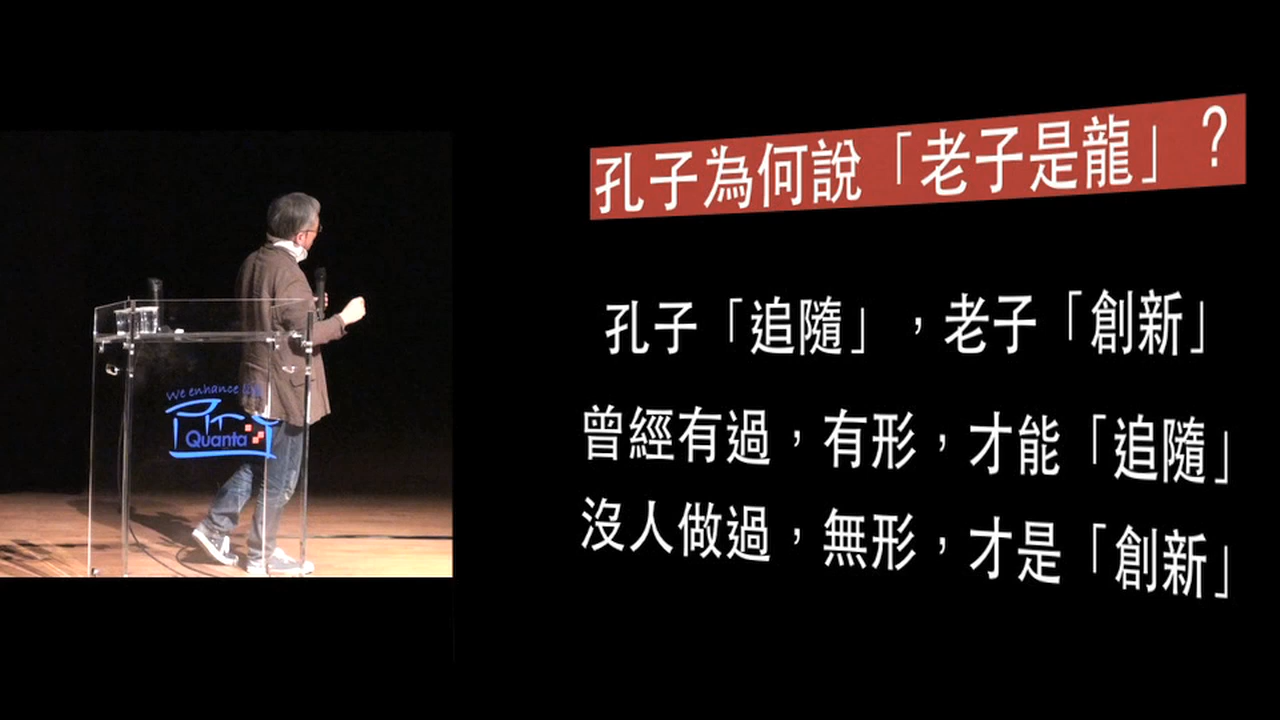 孔子為何說「老子是龍」?
孔子「追隨」,老子「創新」
曾經有過,有形,才能「追隨」
沒人做過,無形,才是「創新」
We enhance
Quanta